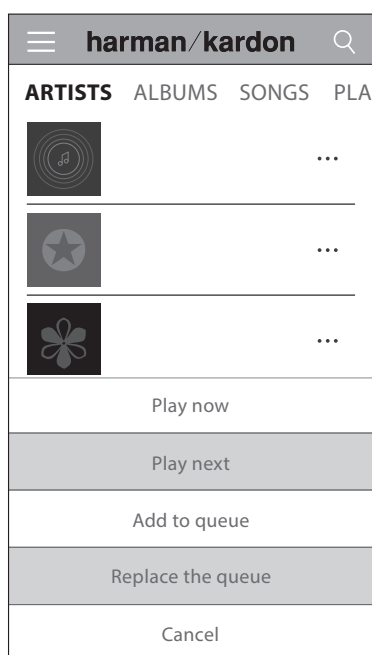 harman/kardon
ARTISTS ALBUMS SONGS PLA
...
...
...
Play now
Play next
Add to queue
Replace the queue
Cancel